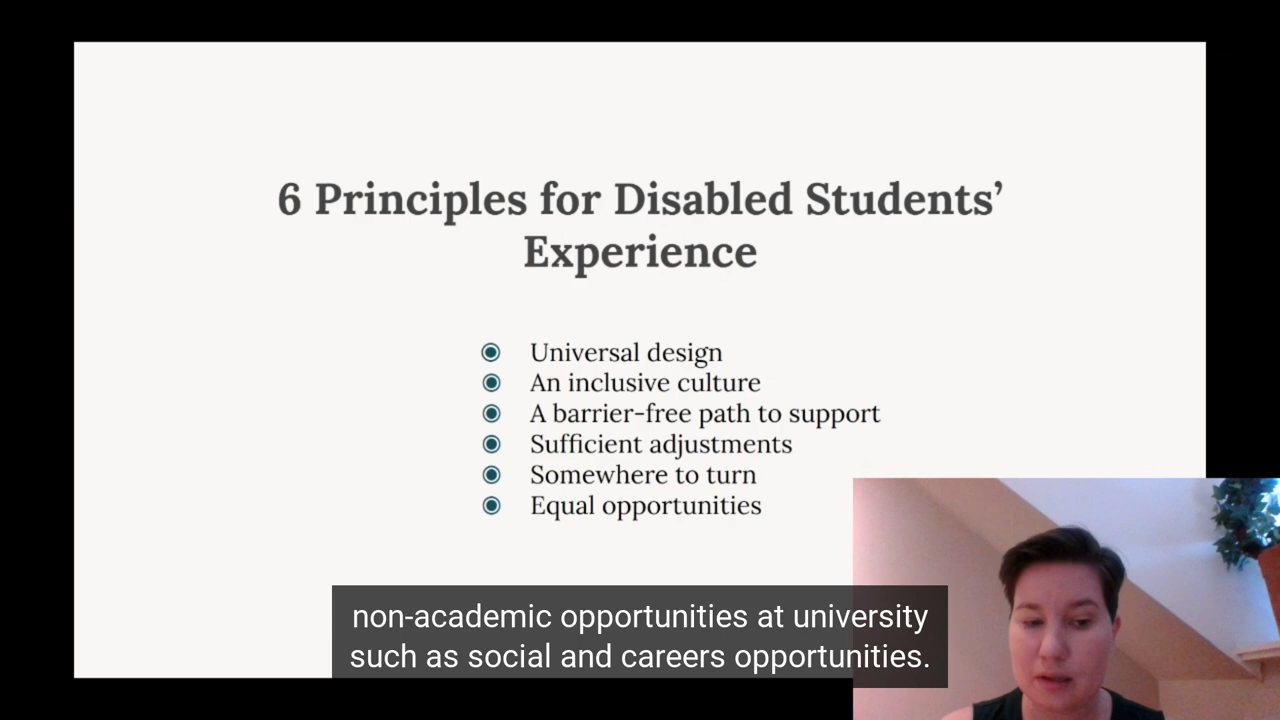 6 Principles for Disabled Students’
Experience
Universal design
An inclusive culture
A barrier-free path to support
Sufficient adjustments
Somewhere to turn
Equal opportunities
non-academic opportunities at university
such as social and careers opportunities.